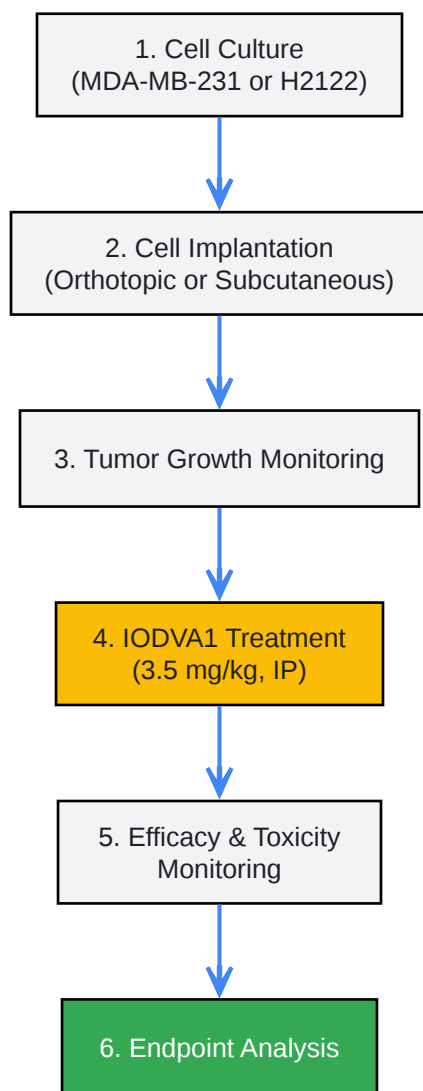 1. Cell Culture
(MDA-MB-231 or H2122)
2. Cell Implantation
(Orthotopic or Subcutaneous)
3. Tumor Growth Monitoring
4. IODVA1 Treatment
(3.5 mg/kg, IP)
5. Efficacy & Toxicity
Monitoring
6. Endpoint Analysis